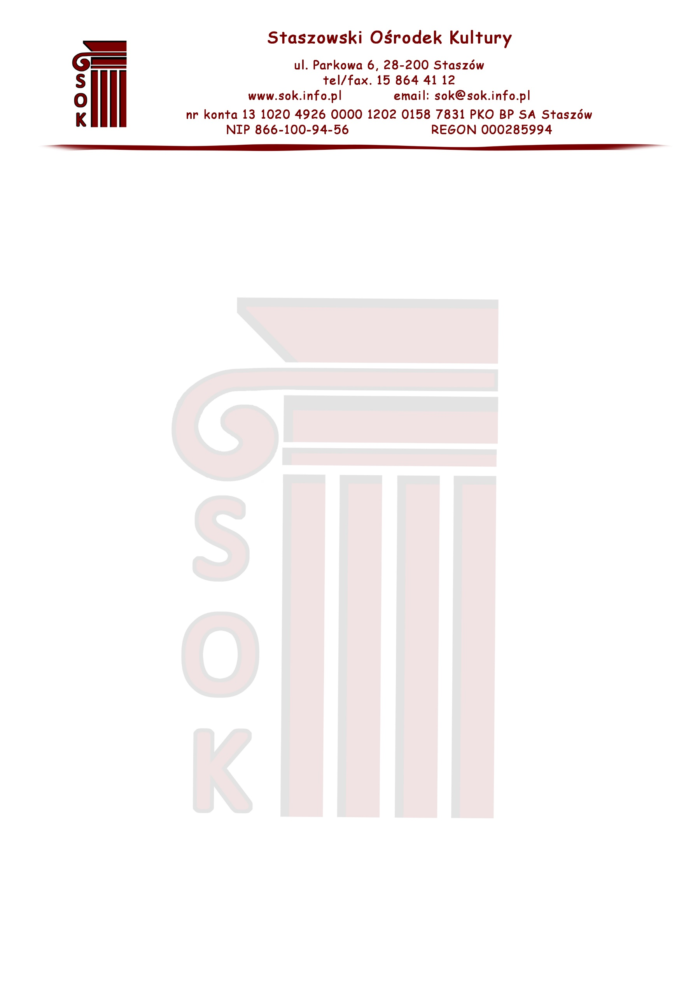 Staszowski Ośrodek Kultury
ul. Parkowa 6, 28-200 Staszów
tel/fax. 15 864 41 12
www.sok.info.pl email: sok@sok.info.pl
nr konta 13 1020 4926 0000 1202 0158 7831 PKO BP SA Staszów
NIP 866-100-94-56 REGON 000285994
S
O
K
S
O
K